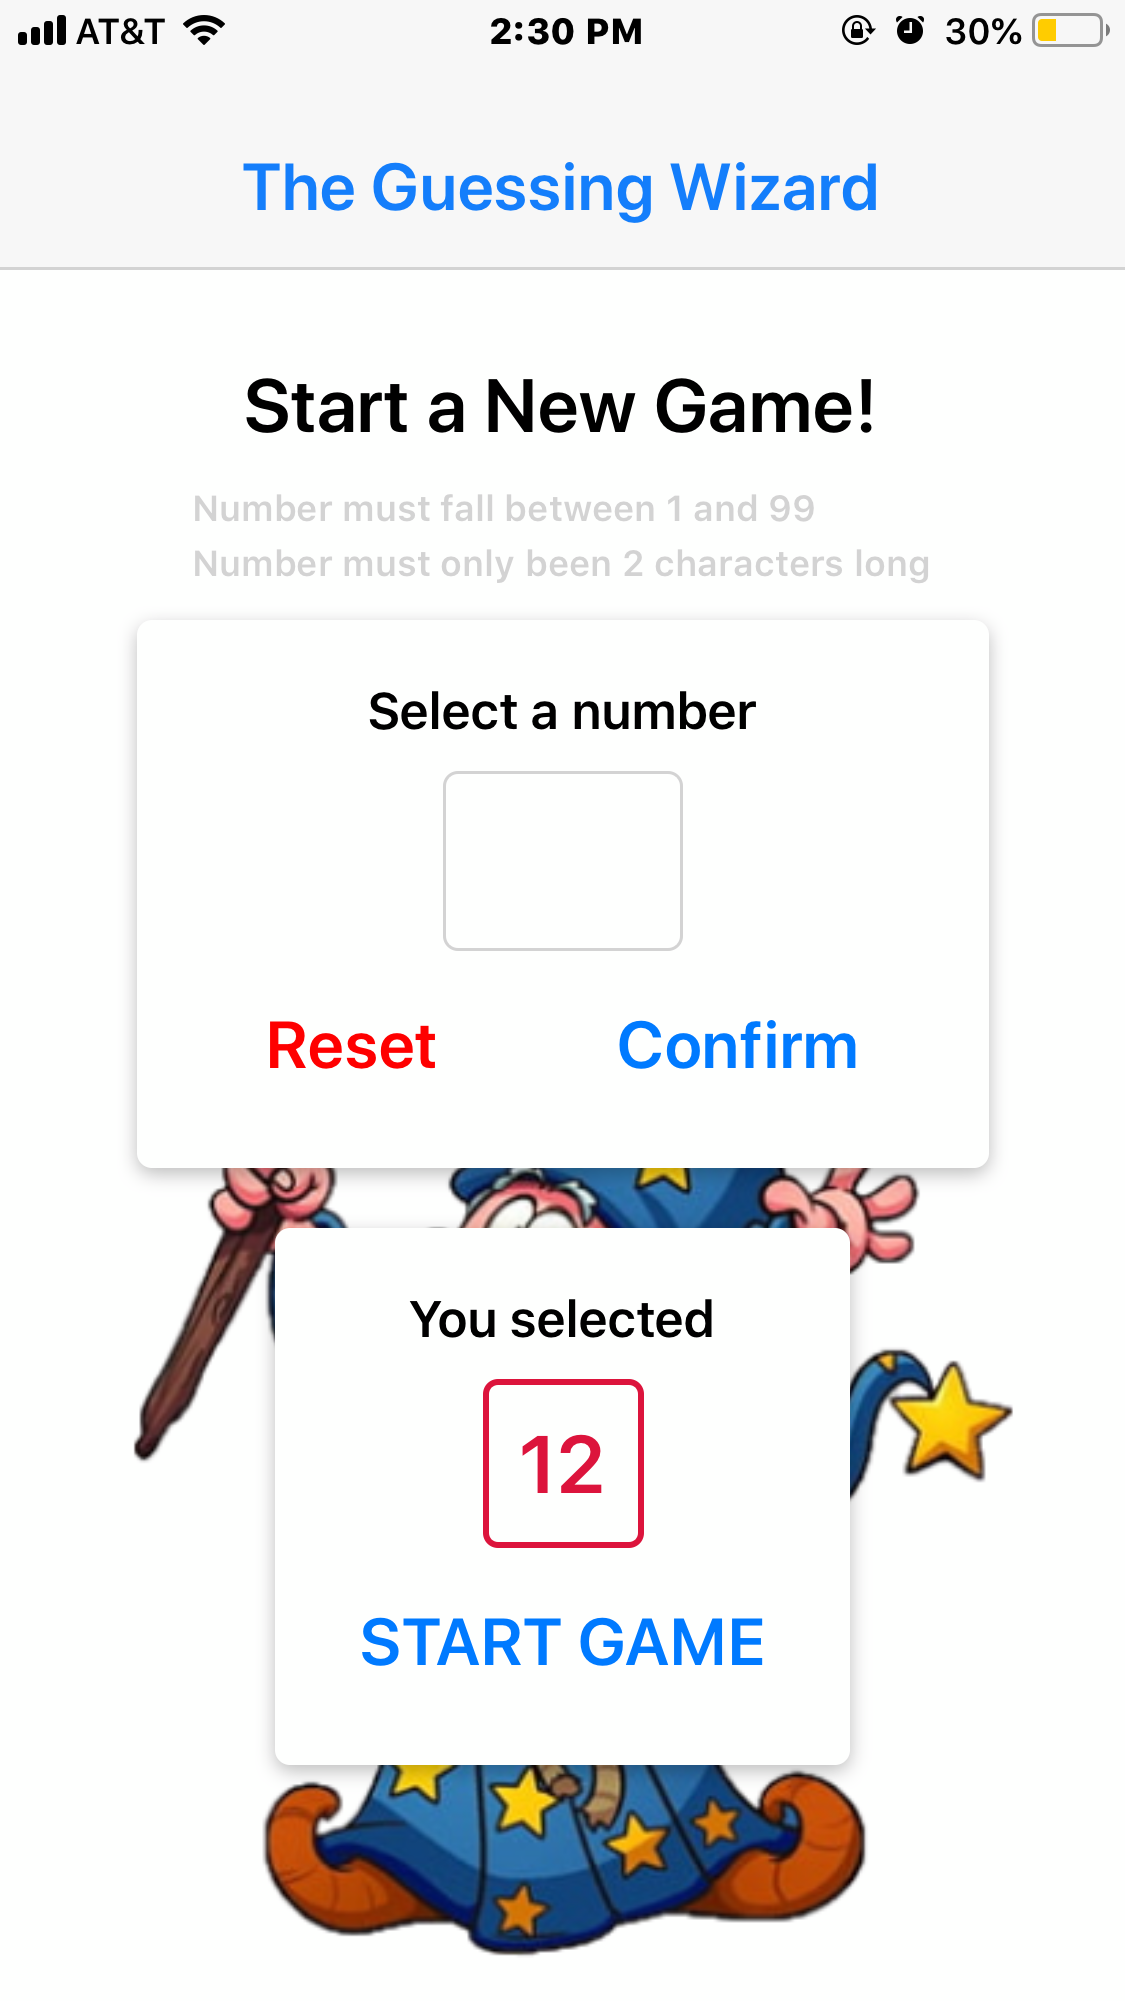 AT&T 2:30 PM 30%
The Guessing Wizard
Start a New Game!
Number must fall between 1 and 99
Number must only been 2 characters long
Select a number
Reset Confirm
You selected
12
START GAME